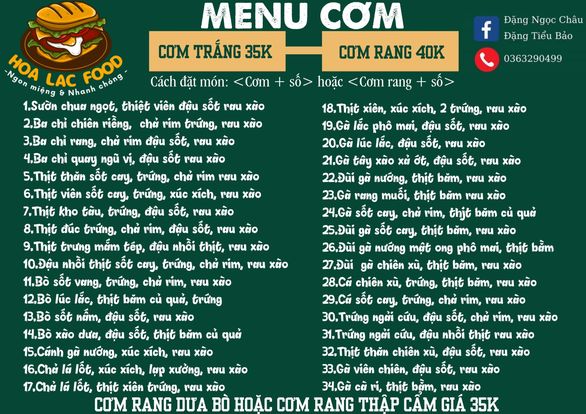 MENU CƠM
Đặng Ngọc Châu
Đặng Tiểu Bảo
0363290499
HOA LAC FOOD
-Ngon miệng & Nhanh chóng-
CƠM TRẮNG 35K
CƠM RANG 40K
Cách đặt món: <Cơm + số> hoặc <Cơm rang + số>
1.Sườn chua ngọt, thiệt viên đậu sốt rau xào
2.Ba chỉ chiên riềng, chả rim trứng, rau xào
3.Ba chỉ rang, chả rim đậu sốt, rau xào
4.Ba chỉ quay ngũ vị, đậu sốt, rau xào
5.Thịt thăn sốt cay, trứng, chả rim rau xào
6.Thịt viên sốt cay, trứng, xúc xích, rau xào
7.Thịt kho tàu, trứng, đậu sốt, rau xào
8.Thịt đúc trứng, chả rim, đậu sốt, rau xào
9.Thịt trưng mắm tép, đậu nhồi thịt, rau xào
10.Đậu nhồi thịt sốt cay, trứng, chả rim, rau xào
11.Bò sốt vang, trứng, chả rim, rau xào
12.Bò lúc lắc, thịt băm củ quả, trứng
13.Bò sốt nấm, đậu sốt, rau xào
14.Bò xào dưa, đậu sốt, thịt băm củ quả
15.Cánh gà nướng, xúc xích, rau xào
16.Chả lá lốt, xúc xích, lạp xưởng, rau xào
17.Chả lá lốt, thịt xiên trứng, rau xào
18.Thịt xiên, xúc xích, 2 trứng, rau xào
19.Gà lắc phô mai, đậu sốt, rau xào
20.Gà lúc lắc, đậu sốt, rau xào
21.Gà tây xào xả ớt, đậu sốt, rau xào
22.Đùi gà nướng, thịt băm rau xào
23.Gà rang muối, thịt băm rau xào
24.Gà sốt cay, chả rim, thịt băm củ quả
25.Đùi gà sốt cay, thịt băm, rau xào
26.Đùi gà nướng mật ong phô mai, thịt bằm
27.Đùi gà chiên xù, thịt băm, rau xào
28.Cá chiên xù, trứng, thịt băm, rau xào
29.Cá sốt cay, trứng, chả rim, rau xào
30.Trứng ngải cứu, đậu sốt, chả rim, rau xào
31.Trứng ngải cứu, đậu nhồi thịt rau xào
32.Thịt thăn chiên xù, đậu sốt, rau xào
33.Gà viên chiên, đậu sốt, rau xào
34.Gà cà ri, thịt bằm, rau xào
CƠM RANG DƯA BÒ HOẶC CƠM RANG THẬP CẨM GIÁ 35K